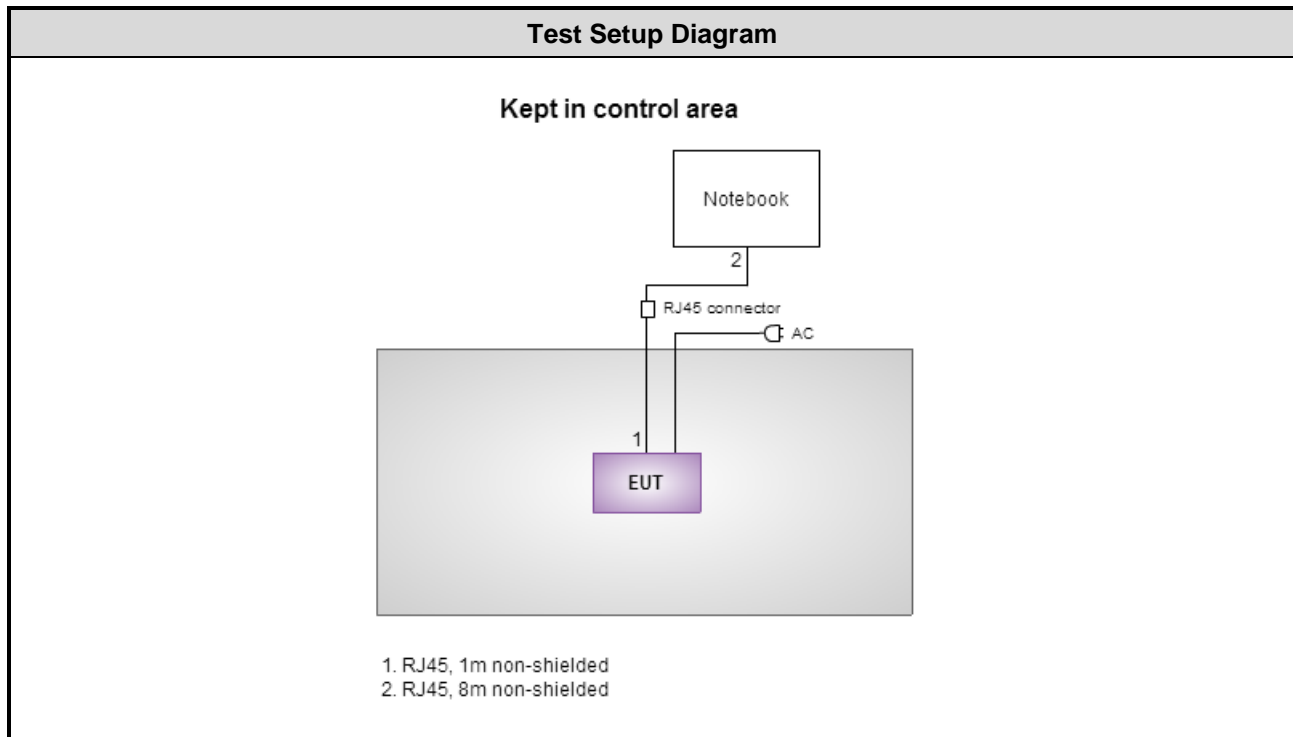 Test Setup Diagram
Kept in control area
Notebook
2
RJ45 connector
AC
1
EUT
1. RJ45, 1m non-shielded
2. RJ45, 8m non-shielded